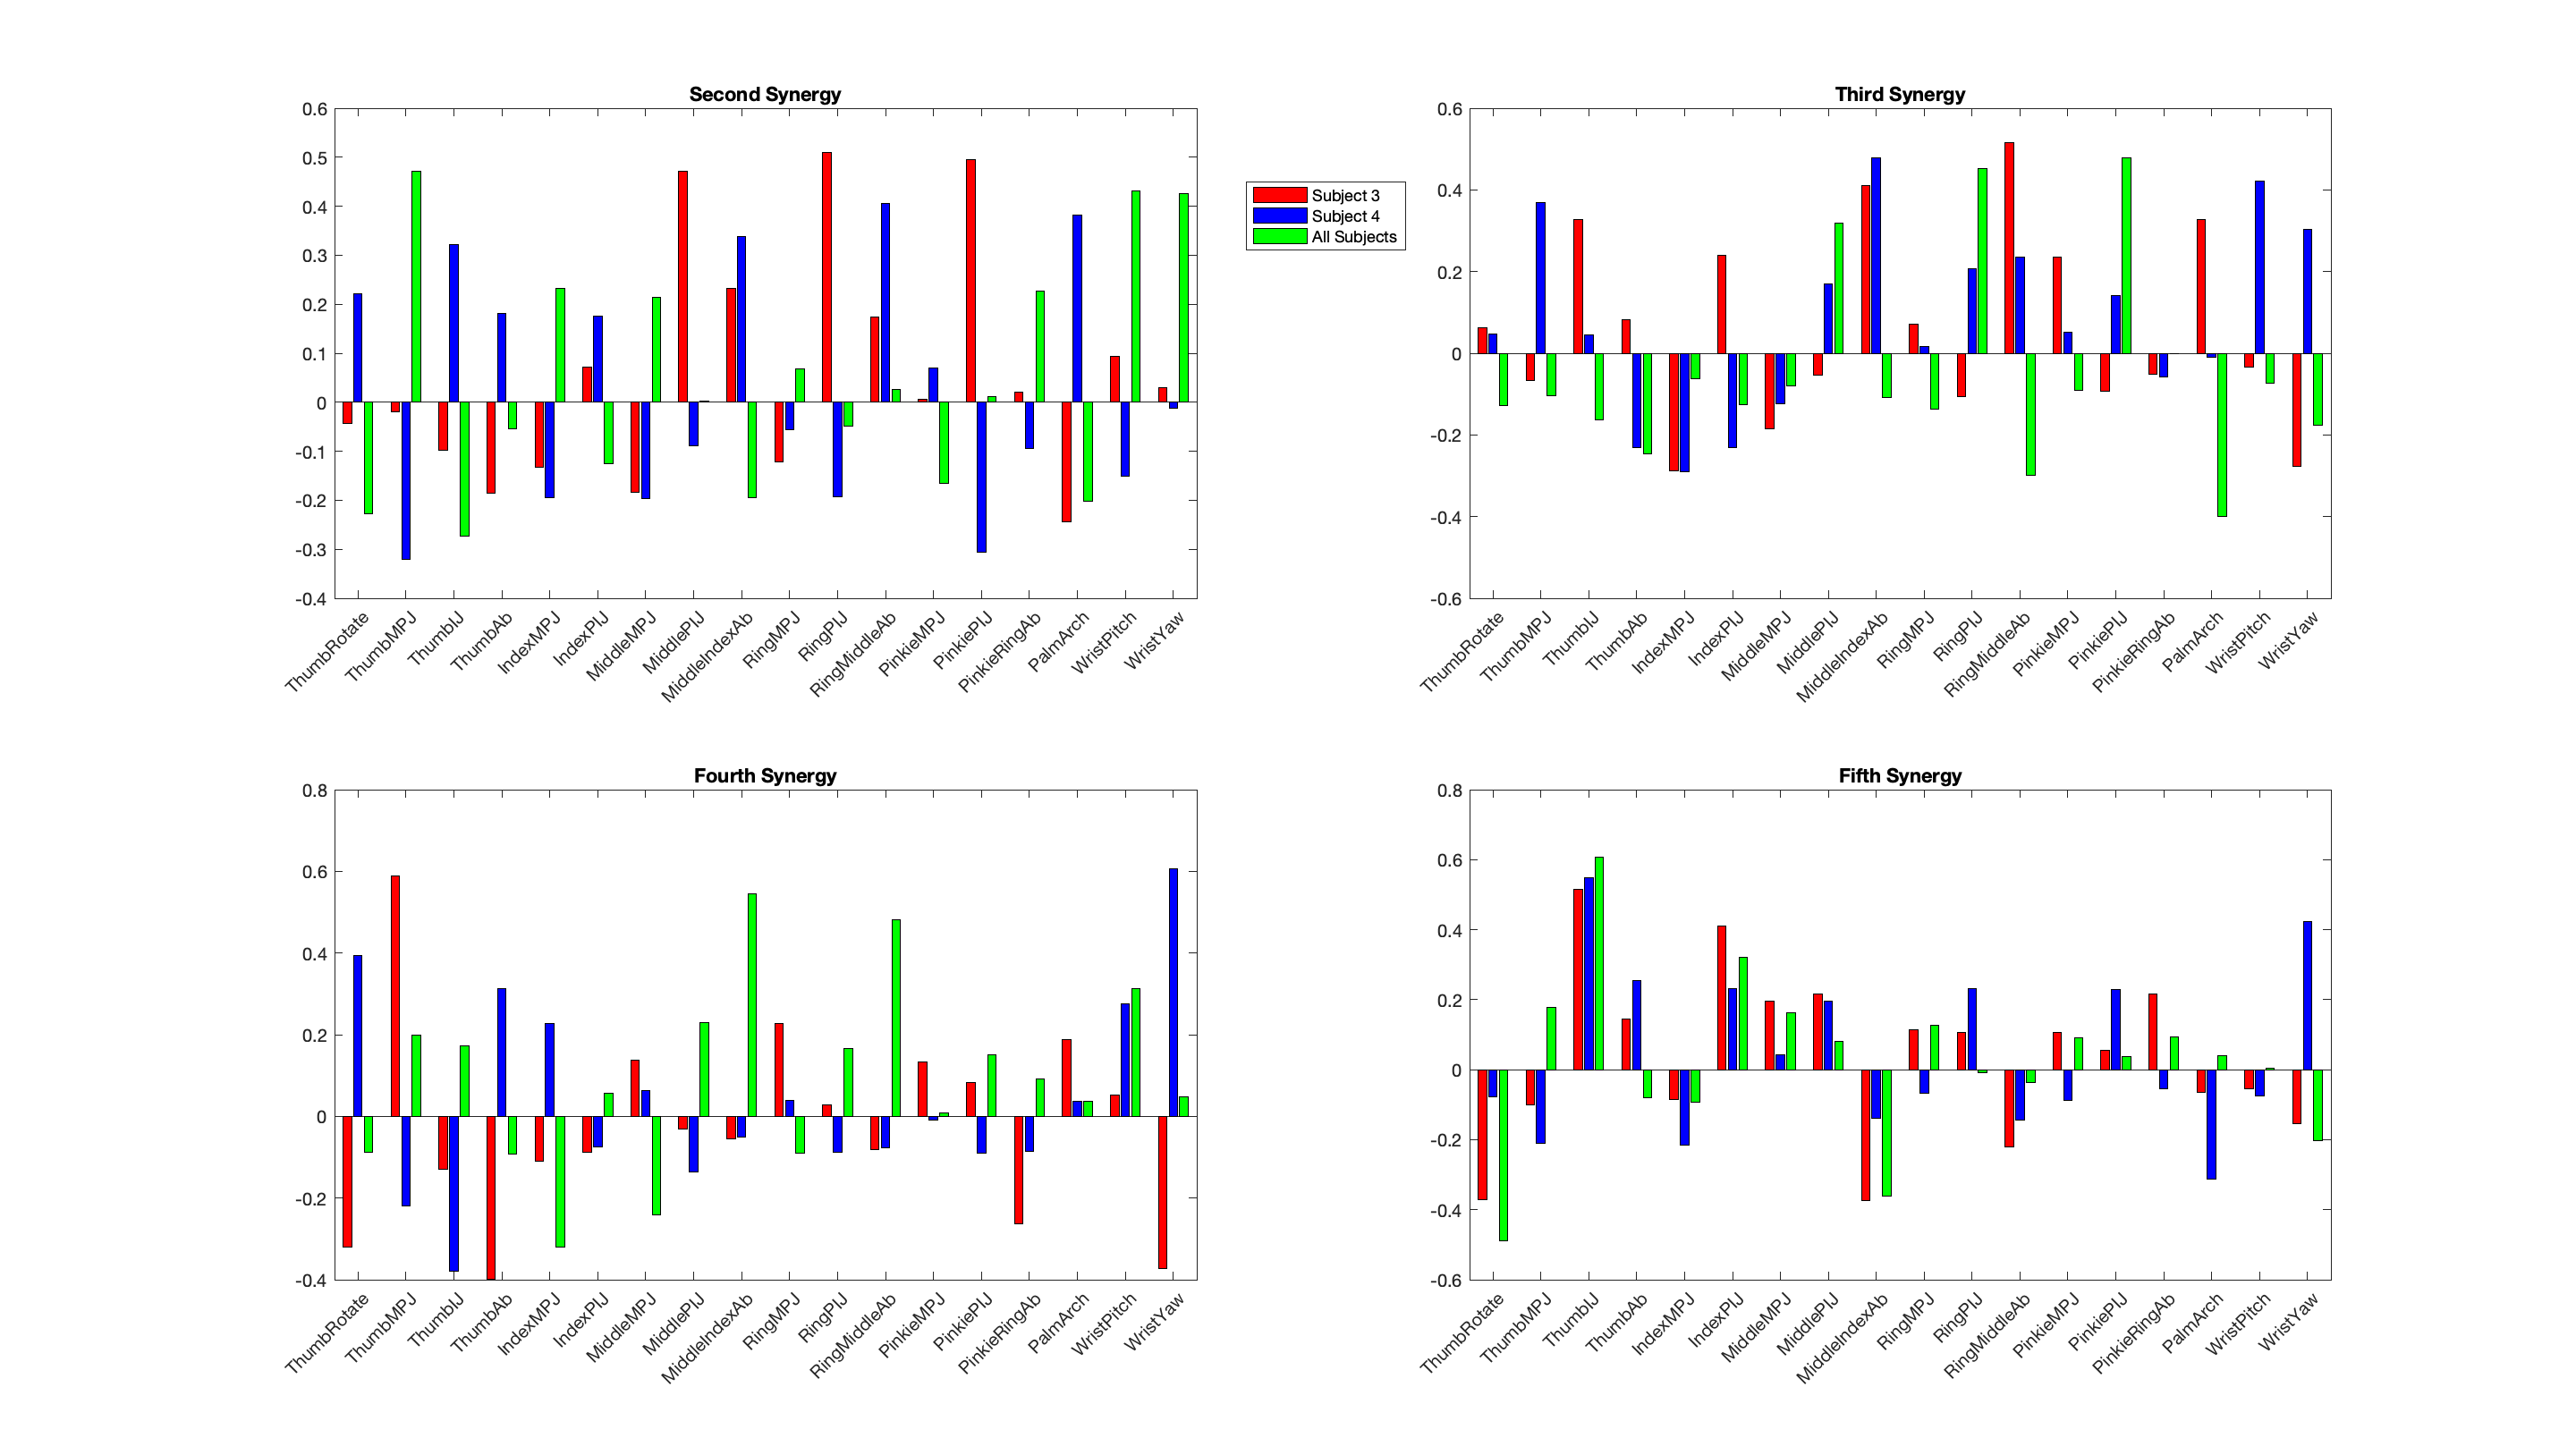 Second Synergy
0.6
0.5
0.4
0.3
0.2
0.1
0
-0.1
-0.2
-0.3
-0.4
ThumbRotate
ThumbMPJ
ThumbIJ
ThumbAb
IndexMPJ
IndexPIJ
MiddleMPJ
MiddlePIJ
MiddleIndexAb
RingMPJ
RingPIJ
RingMiddleAb
PinkieMPJ
PinkiePIJ
PinkieRingAb
PalmArch
WristPitch
WristYaw
Subject 3
Subject 4
All Subjects
Third Synergy
0.6
0.4
0.2
0
-0.2
-0.4
-0.6
ThumbRotate
ThumbMPJ
ThumbIJ
ThumbAb
IndexMPJ
IndexPIJ
MiddleMPJ
MiddlePIJ
MiddleIndexAb
RingMPJ
RingPIJ
RingMiddleAb
PinkieMPJ
PinkiePIJ
PinkieRingAb
PalmArch
WristPitch
WristYaw
Fourth Synergy
0.8
0.6
0.4
0.2
0
-0.2
-0.4
ThumbRotate
ThumbMPJ
ThumbIJ
ThumbAb
IndexMPJ
IndexPIJ
MiddleMPJ
MiddlePIJ
MiddleIndexAb
RingMPJ
RingPIJ
RingMiddleAb
PinkieMPJ
PinkiePIJ
PinkieRingAb
PalmArch
WristPitch
WristYaw
Fifth Synergy
0.8
0.6
0.4
0.2
0
-0.2
-0.4
-0.6
ThumbRotate
ThumbMPJ
ThumbIJ
ThumbAb
IndexMPJ
IndexPIJ
MiddleMPJ
MiddlePIJ
MiddleIndexAb
RingMPJ
RingPIJ
RingMiddleAb
PinkieMPJ
PinkiePIJ
PinkieRingAb
PalmArch
WristPitch
WristYaw